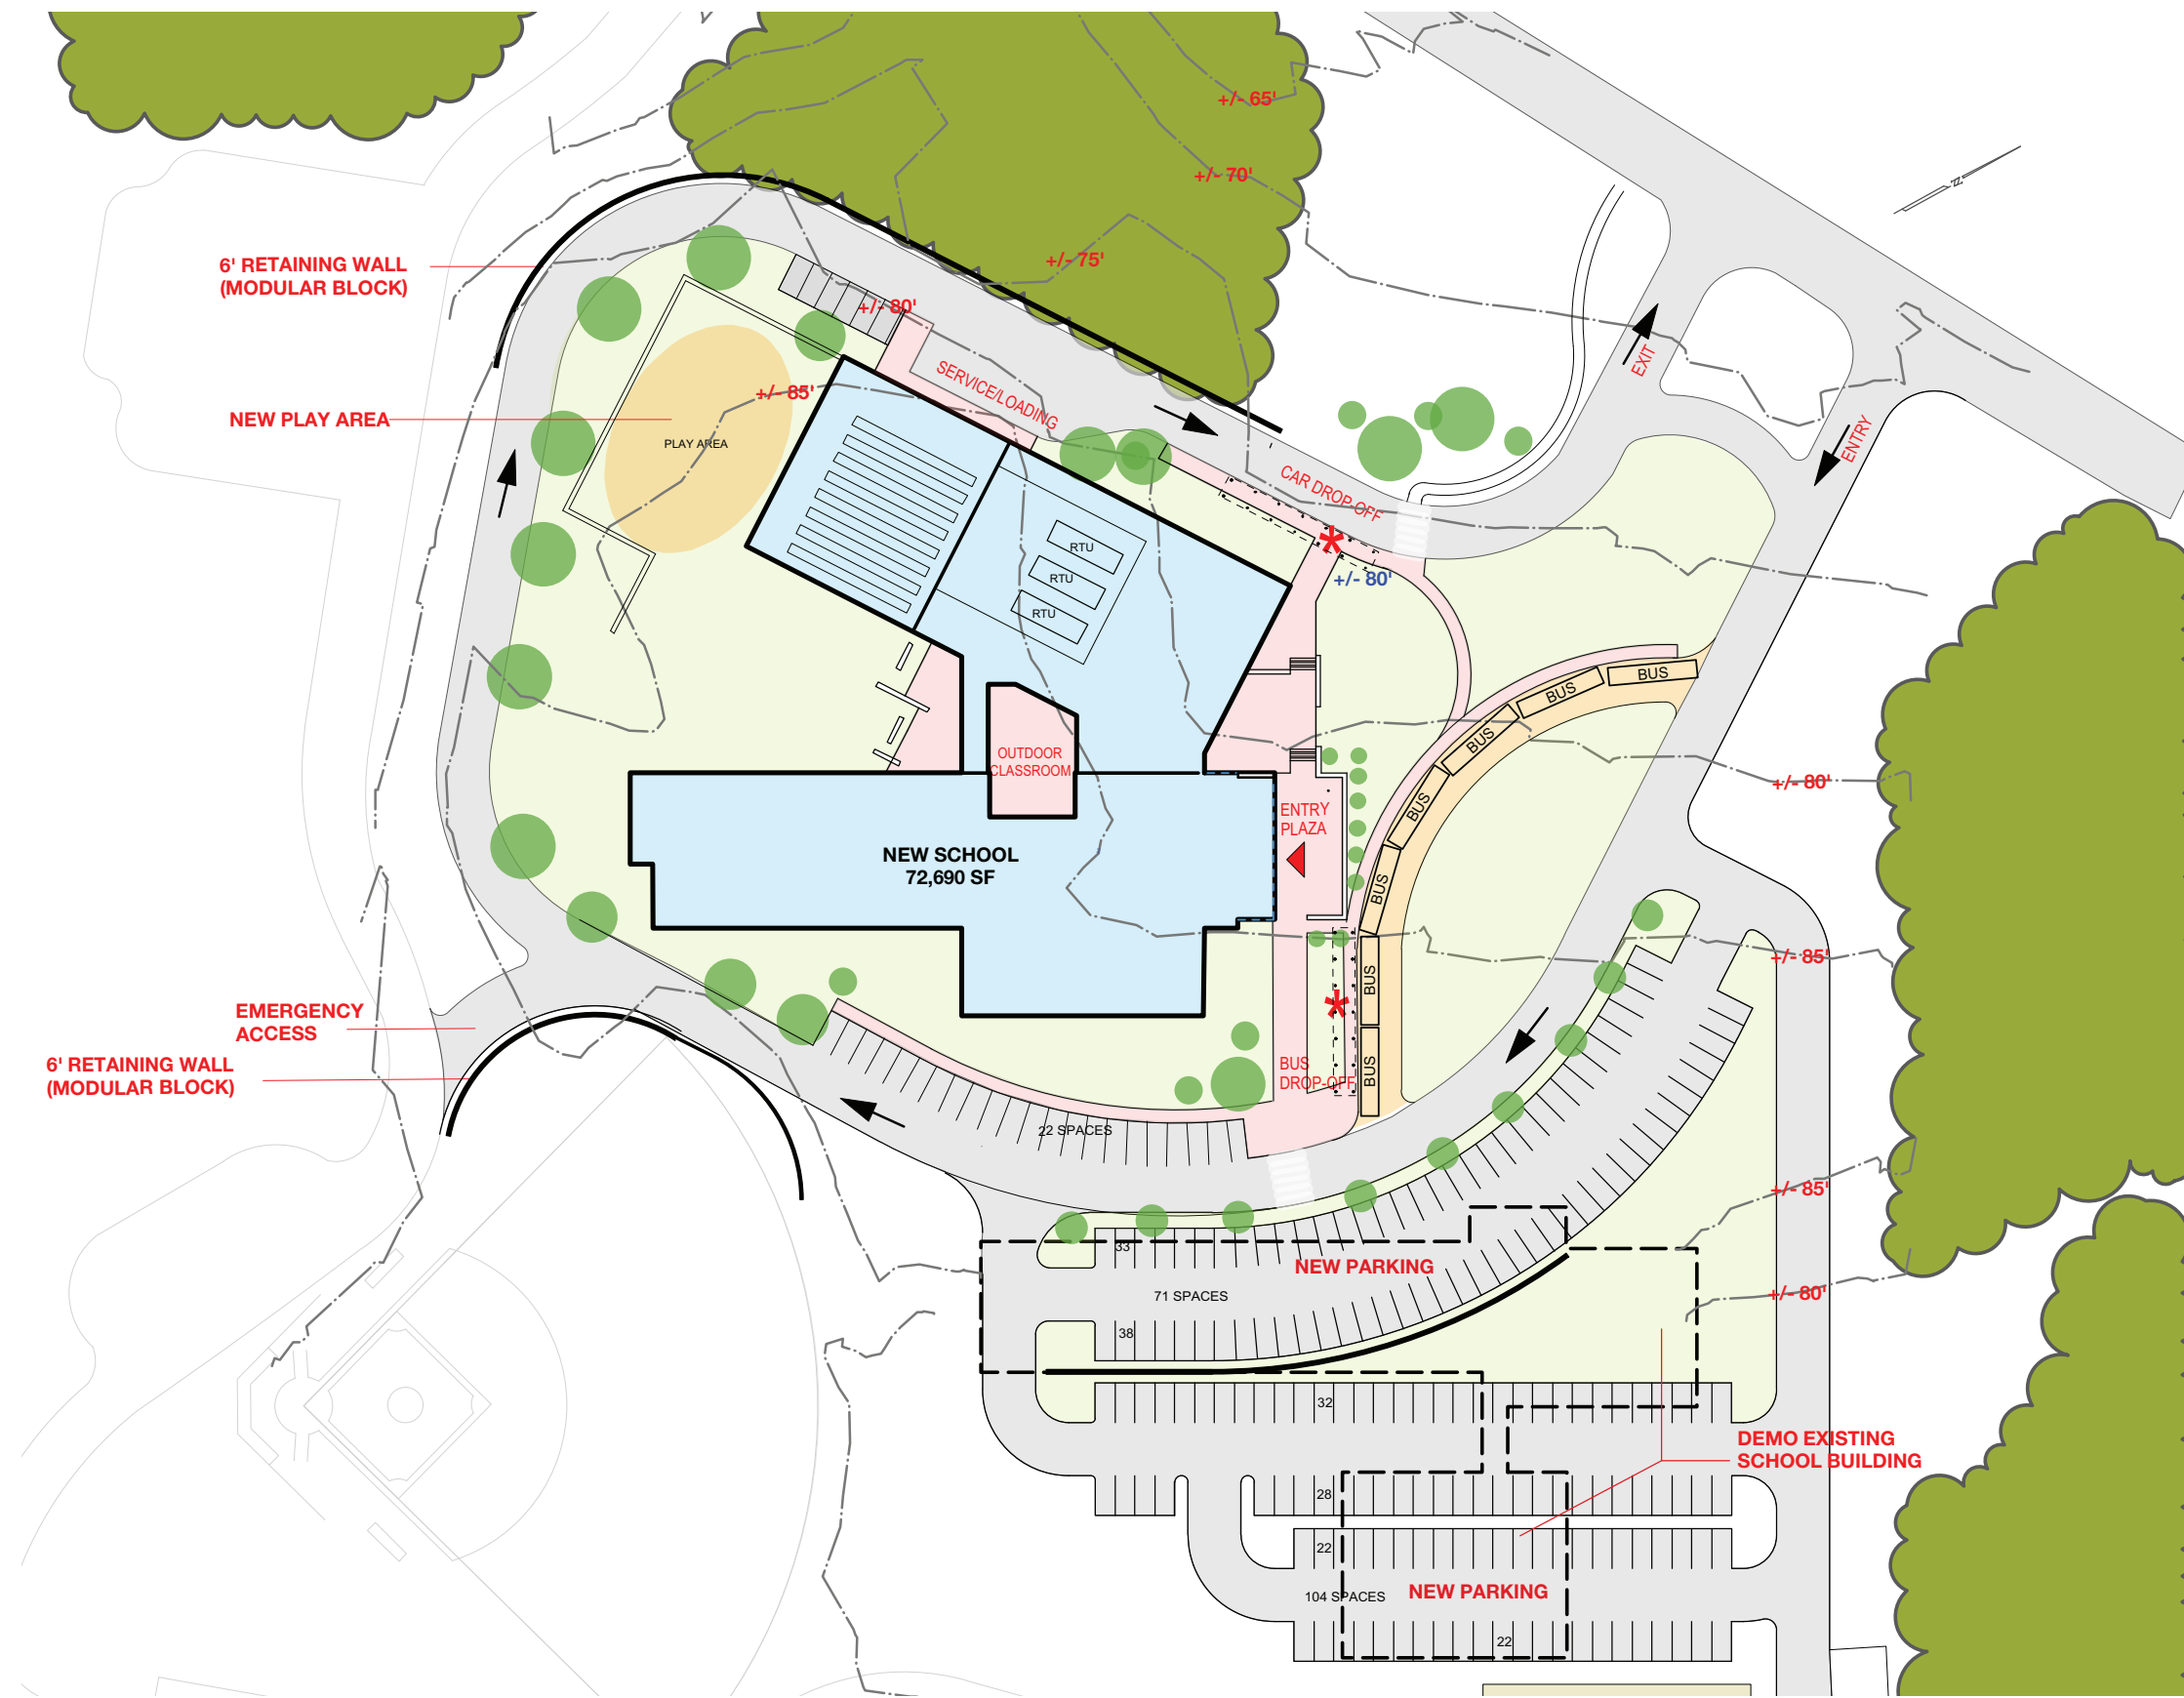 +/- 65'
+/- 70'
N
+/- 75'
6' RETAINING WALL
(MODULAR BLOCK)
+/- 80'
EXIT
SERVICE/LOADING
+/- 85'
NEW PLAY AREA
PLAY AREA
ENTRY
CAR DROP-OFF
*
RTU
RTU
RTU
+/- 80'
BUS
BUS
BUS
BUS
BUS
BUS
BUS
OUTDOOR
CLASSROOM
+/- 80'
ENTRY
PLAZA
NEW SCHOOL
72,690 SF
+/- 85'
*
EMERGENCY
ACCESS
6' RETAINING WALL
(MODULAR BLOCK)
BUS
DROP-OFF
22 SPACES
+/- 85'
33
NEW PARKING
71 SPACES
+/- 80'
38
32
DEMO EXISTING
SCHOOL BUILDING
28
22
104 SPACES
NEW PARKING
22